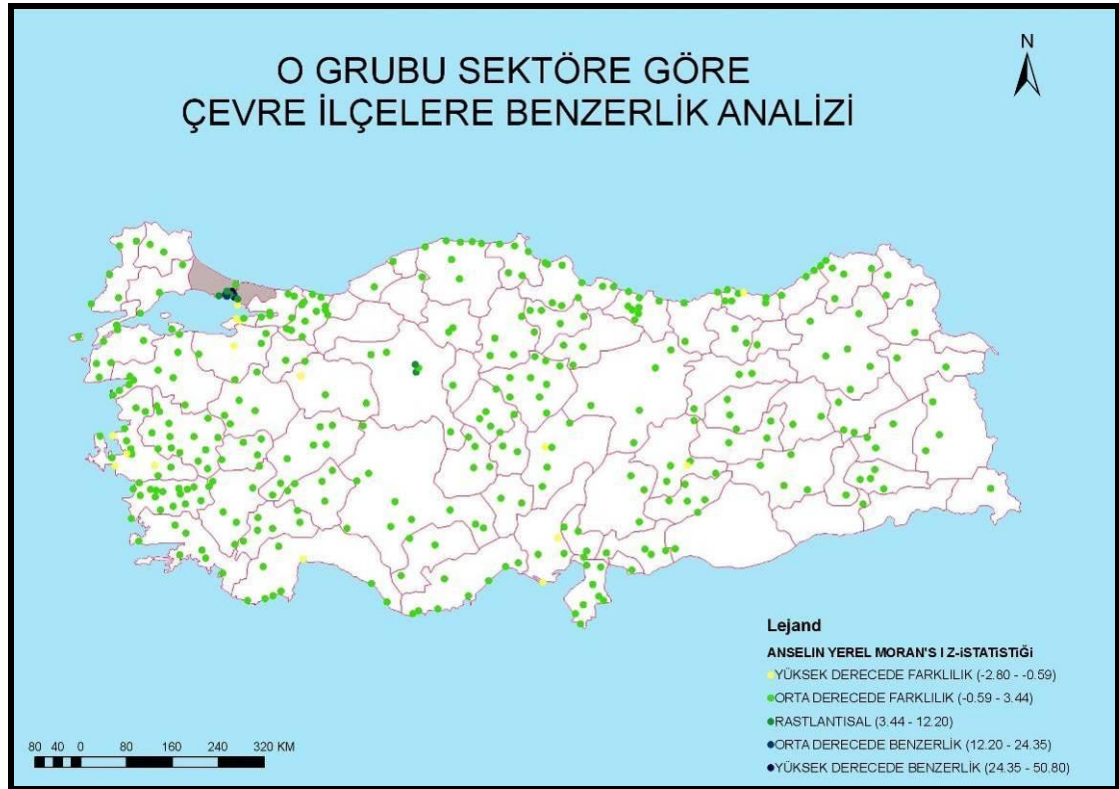 O GRUBU SEKTÖRE GÖRE
ÇEVRE İLÇELERE BENZERLİK ANALİZİ
N
Lejand
ANSELIN YEREL MORAN'S I Z-iSTATiSTiĞi
YÜKSEK DERECEDE FARKLILIK (-2.80 - -0.59)
ORTA DERECEDE FARKLILIK (-0.59 - 3.44)
RASTLANTISAL (3.44 - 12.20)
ORTA DERECEDE BENZERLİK (12.20 - 24.35)
YÜKSEK DERECEDE BENZERLİK (24.35 - 50.80)
80 40 0 80 160 240 320 KM